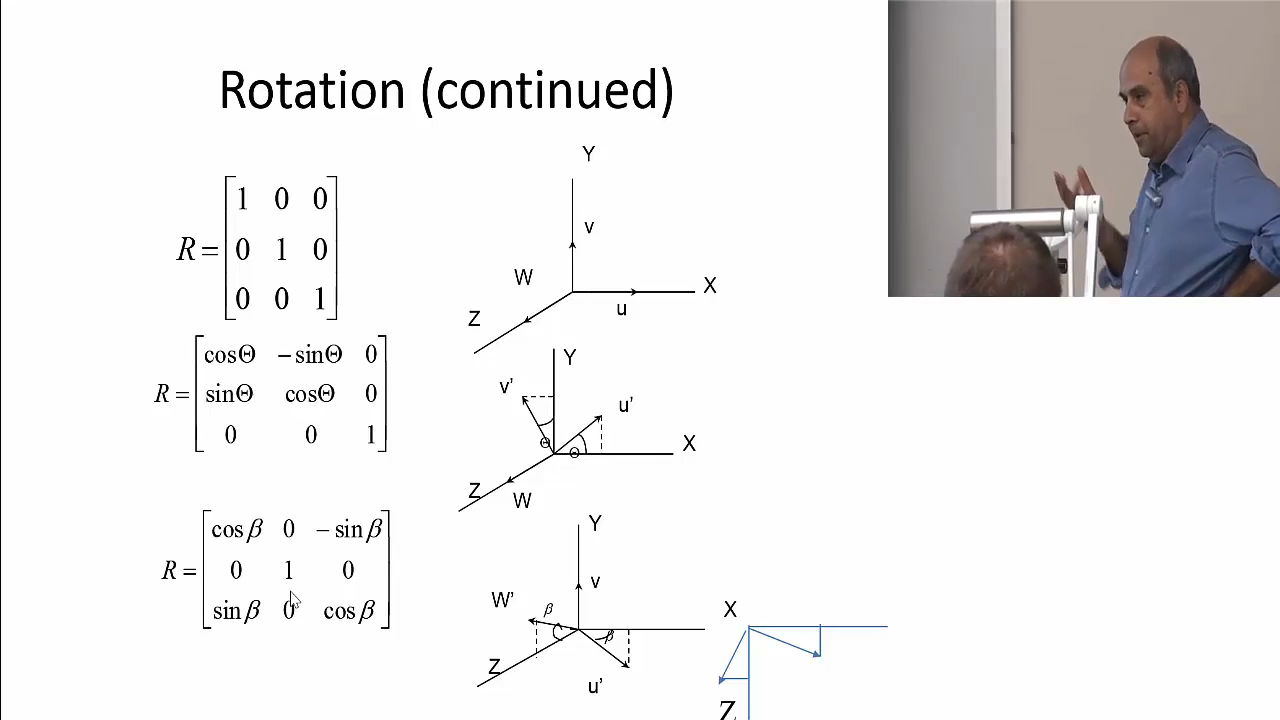 Rotation (continued)
R = [1 0 0
0 1 0
0 0 1]
Y
v
W
X
u
Z
R = [cosΘ −sinΘ 0
sinΘ cosΘ 0
0 0 1]
Y
v'
u'
Θ
Θ
X
Z
W
R = [cosβ 0 −sinβ
0 1 0
sinβ 0 cosβ]
Y
v
W'
β
β
Z
u'
X
Z